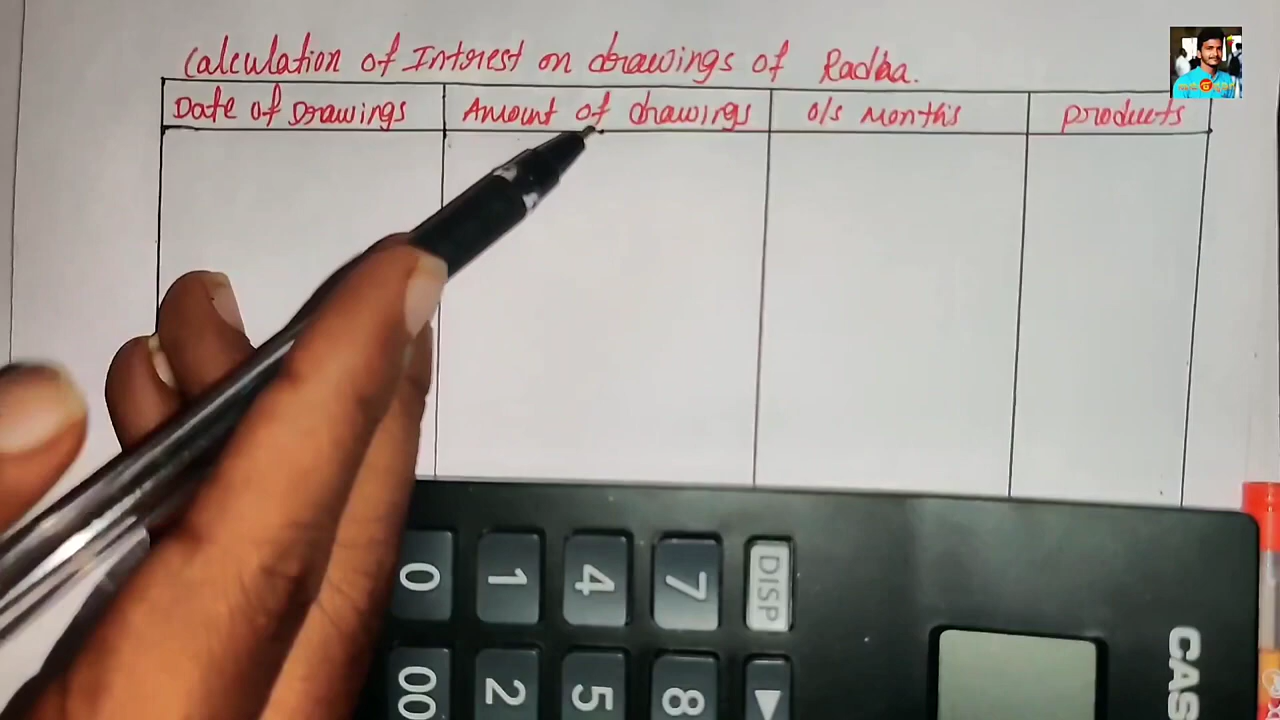 Calculation of Interest on drawings of Radha.
Date of Drawings
Amount of drawings
o/s Months
products
DISP
7
4
1
0
8
5
2
00
CAS